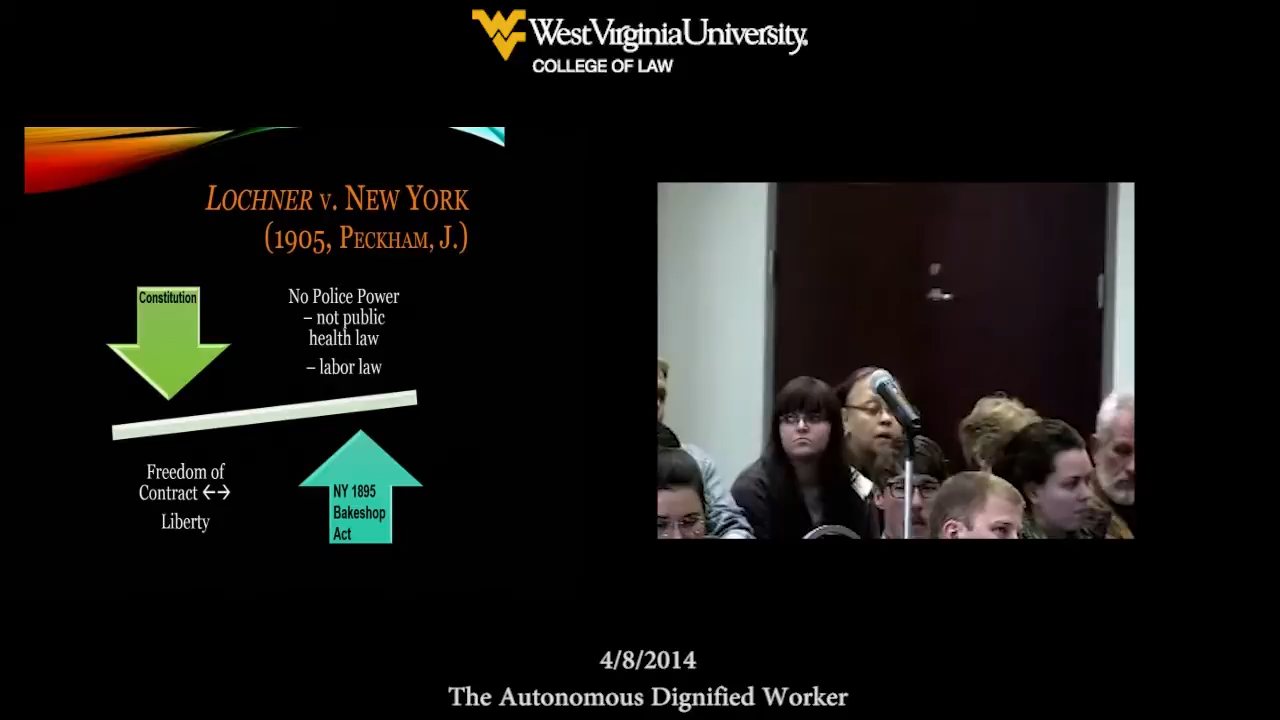 WestVirginiaUniversity.
COLLEGE OF LAW
LOCHNER v. NEW YORK
(1905, PECKHAM, J.)
Constitution
No Police Power
– not public
health law
– labor law
Freedom of
Contract ←→
Liberty
NY 1895
Bakeshop
Act
4/8/2014
The Autonomous Dignified Worker